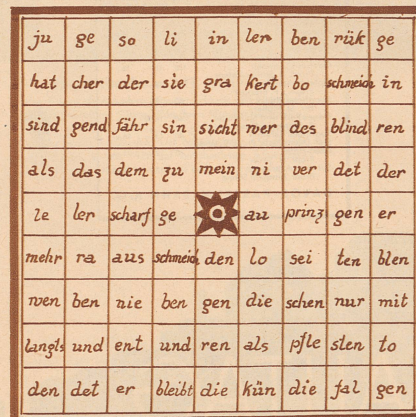 ju ge so li in ler ben rük ge
hat cher der sie gra kert bo schmeich in
sind gend fähr sin sicht wer des blind ren
als das dem zu mein ni ver det der
le ler scharf ge au prinz gen er
mehr ra aus schmeich den lo sei ten blen
wen ben nie ben gen die schen nur mit
langts und ent und ren als pfle sten to
den det er bleibt die kün die fal gen